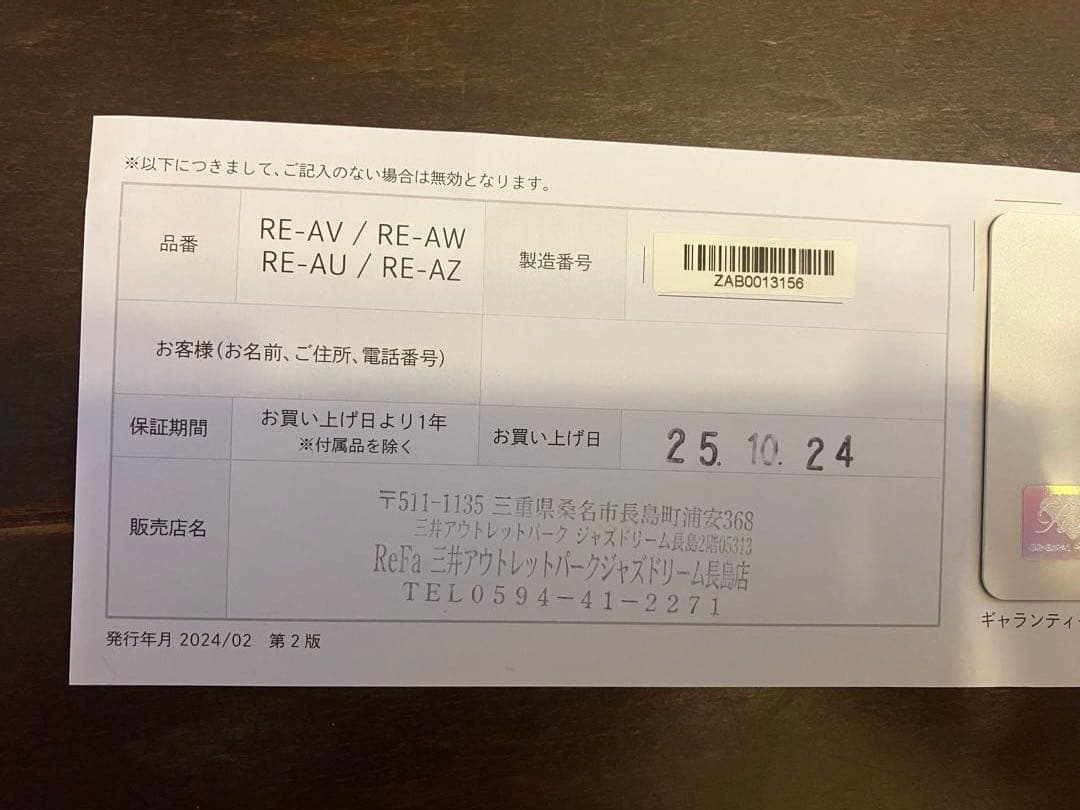 ※以下につきまして、ご記入のない場合は無効となります。
品番
RE-AV / RE-AW
RE-AU / RE-AZ
製造番号
ZAB0013156
お客様(お名前、ご住所、電話番号)
保証期間
お買い上げ日より1年
※付属品を除く
お買い上げ日
25. 10. 24
販売店名
〒511-1135 三重県桑名市長島町浦安368
三井アウトレットパーク ジャズドリーム長島2階05313
ReFa 三井アウトレットパークジャズドリーム長島店
TEL0594-41-2271
発行年月 2024/02 第2版
ギャランティ